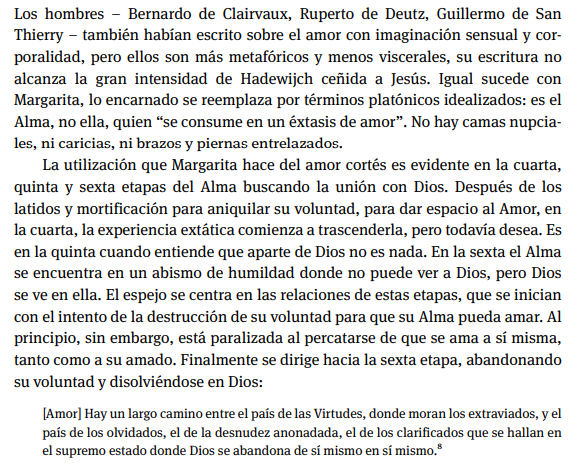 Los hombres – Bernardo de Clairvaux, Ruperto de Deutz, Guillermo de San
Thierry – también habían escrito sobre el amor con imaginación sensual y cor-
poralidad, pero ellos son más metafóricos y menos viscerales, su escritura no
alcanza la gran intensidad de Hadewijch ceñida a Jesús. Igual sucede con
Margarita, lo encarnado se reemplaza por términos platónicos idealizados: es el
Alma, no ella, quien “se consume en un éxtasis de amor”. No hay camas nupcia-
les, ni caricias, ni brazos y piernas entrelazados.
La utilización que Margarita hace del amor cortés es evidente en la cuarta,
quinta y sexta etapas del Alma buscando la unión con Dios. Después de los
latidos y mortificación para aniquilar su voluntad, para dar espacio al Amor, en
la cuarta, la experiencia extática comienza a trascenderla, pero todavía desea. Es
en la quinta cuando entiende que aparte de Dios no es nada. En la sexta el Alma
se encuentra en un abismo de humildad donde no puede ver a Dios, pero Dios
se ve en ella. El espejo se centra en las relaciones de estas etapas, que se inician
con el intento de la destrucción de su voluntad para que su Alma pueda amar. Al
principio, sin embargo, está paralizada al percatarse de que se ama a sí misma,
tanto como a su amado. Finalmente se dirige hacia la sexta etapa, abandonando
su voluntad y disolviéndose en Dios:
[Amor] Hay un largo camino entre el país de las Virtudes, donde moran los extraviados, y el
país de los olvidados, el de la desnudez anonadada, el de los clarificados que se hallan en
el supremo estado donde Dios se abandona de sí mismo en sí mismo.⁸